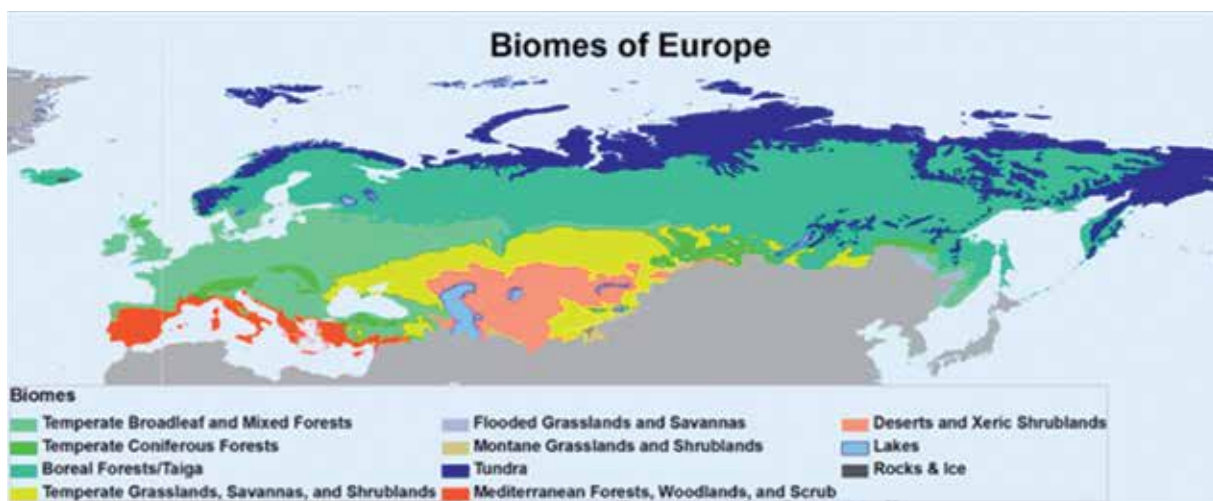 Biomes of Europe
Biomes
Temperate Broadleaf and Mixed Forests
Temperate Coniferous Forests
Boreal Forests/Taiga
Temperate Grasslands, Savannas, and Shrublands
Flooded Grasslands and Savannas
Montane Grasslands and Shrublands
Tundra
Mediterranean Forests, Woodlands, and Scrub
Deserts and Xeric Shrublands
Lakes
Rocks & Ice